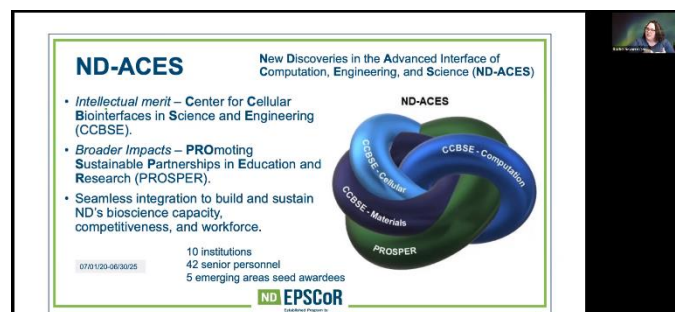 ND-ACES
New Discoveries in the Advanced Interface of
Computation, Engineering, and Science (ND-ACES)
• Intellectual merit – Center for Cellular
Biointerfaces in Science and Engineering
(CCBSE).
• Broader Impacts – PROmoting
Sustainable Partnerships in Education and
Research (PROSPER).
• Seamless integration to build and sustain
ND's bioscience capacity,
competitiveness, and workforce.
ND-ACES
CCBSE - Cellular
CCBSE - Computation
CCBSE - Materials
PROSPER
10 institutions
42 senior personnel
5 emerging areas seed awardees
07/01/20-06/30/25
ND EPSCoR
Established Program to